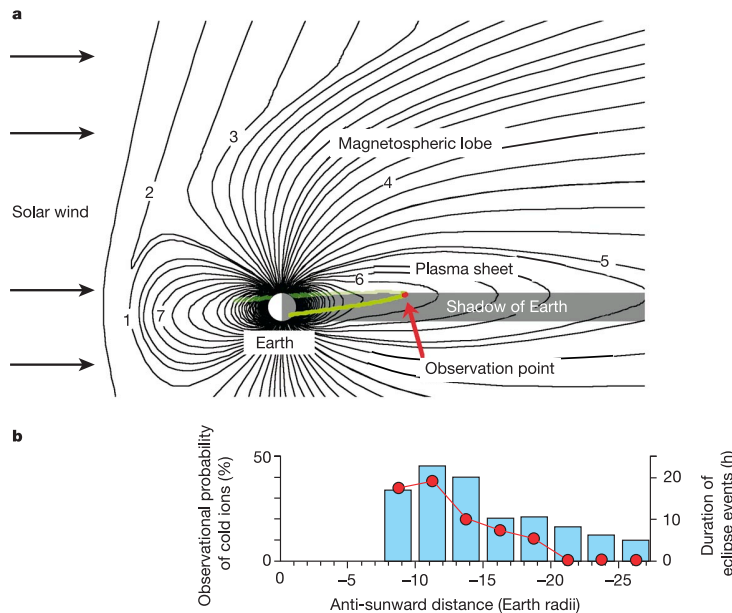 a
3
Magnetospheric lobe
2
4
Solar wind
5
Plasma sheet
6
Shadow of Earth
1
7
Earth
Observation point
b
Observational probability
of cold ions (%)
50
0
20
10
0
Duration of
eclipse events (h)
0
−5
−10
−15
−20
−25
Anti-sunward distance (Earth radii)